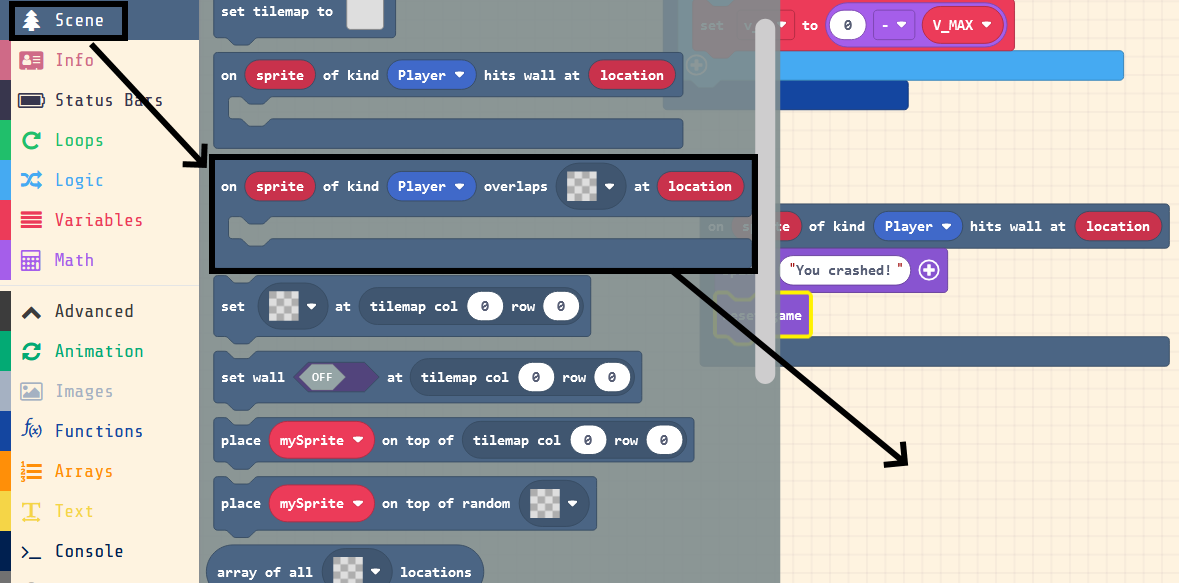 Scene
Info
Status Bars
Loops
Logic
Variables
Math
Advanced
Animation
Images
Functions
Arrays
Text
Console
set tilemap to
on sprite of kind Player hits wall at location
on sprite of kind Player overlaps at location
set at tilemap col 0 row 0
set wall OFF at tilemap col 0 row 0
place mySprite on top of tilemap col 0 row 0
place mySprite on top of random
array of all locations
set to 0 - V_MAX
on of kind Player hits wall at location
"You crashed! "